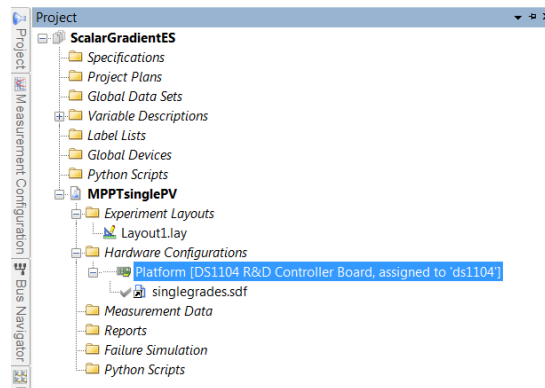 Project
ScalarGradientES
Specifications
Project Plans
Global Data Sets
Variable Descriptions
Label Lists
Global Devices
Python Scripts
MPPTsinglePV
Experiment Layouts
Layout1.lay
Hardware Configurations
Platform [DS1104 R&D Controller Board, assigned to 'ds1104']
singlegrades.sdf
Measurement Data
Reports
Failure Simulation
Python Scripts
Project
Measurement Configuration
Bus Navigator